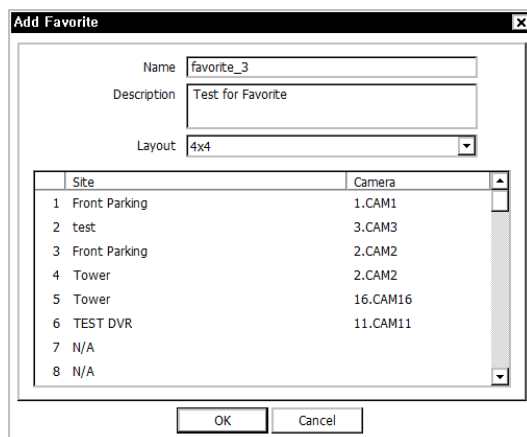 Add Favorite
Name favorite_3
Description Test for Favorite
Layout 4x4
Site Camera
1 Front Parking 1.CAM1
2 test 3.CAM3
3 Front Parking 2.CAM2
4 Tower 2.CAM2
5 Tower 16.CAM16
6 TEST DVR 11.CAM11
7 N/A
8 N/A
OK Cancel